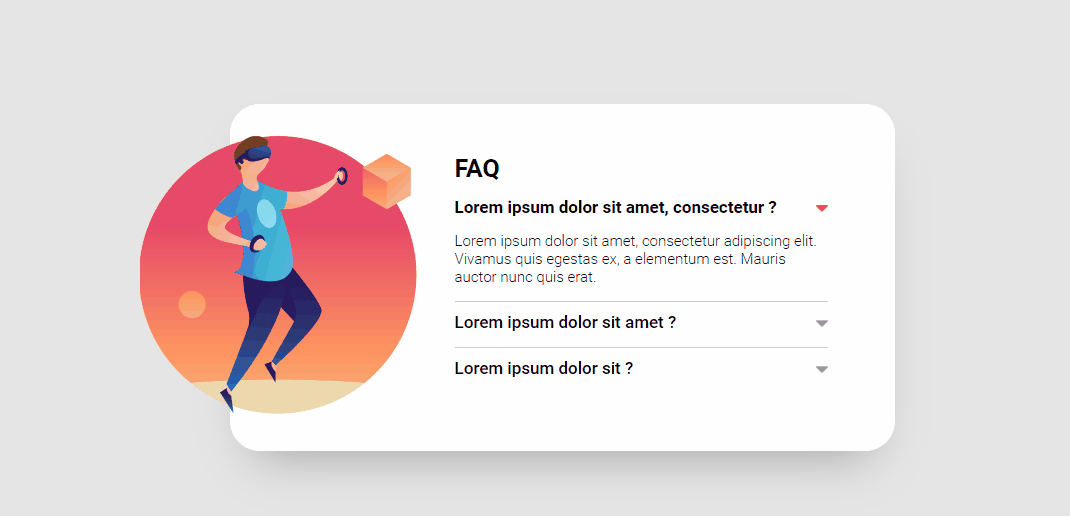 FAQ
Lorem ipsum dolor sit amet, consectetur ?
Lorem ipsum dolor sit amet, consectetur adipiscing elit.
Vivamus quis egestas ex, a elementum est. Mauris
auctor nunc quis erat.
Lorem ipsum dolor sit amet ?
Lorem ipsum dolor sit ?